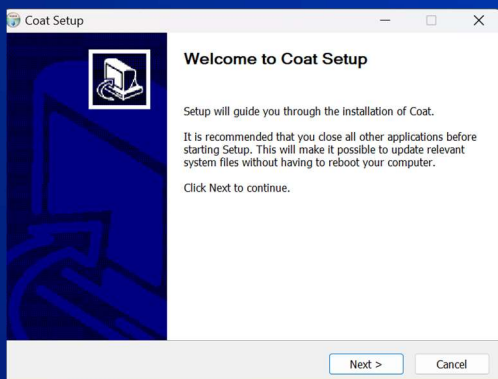 Coat Setup
Welcome to Coat Setup
Setup will guide you through the installation of Coat.
It is recommended that you close all other applications before
starting Setup. This will make it possible to update relevant
system files without having to reboot your computer.
Click Next to continue.
Next >
Cancel